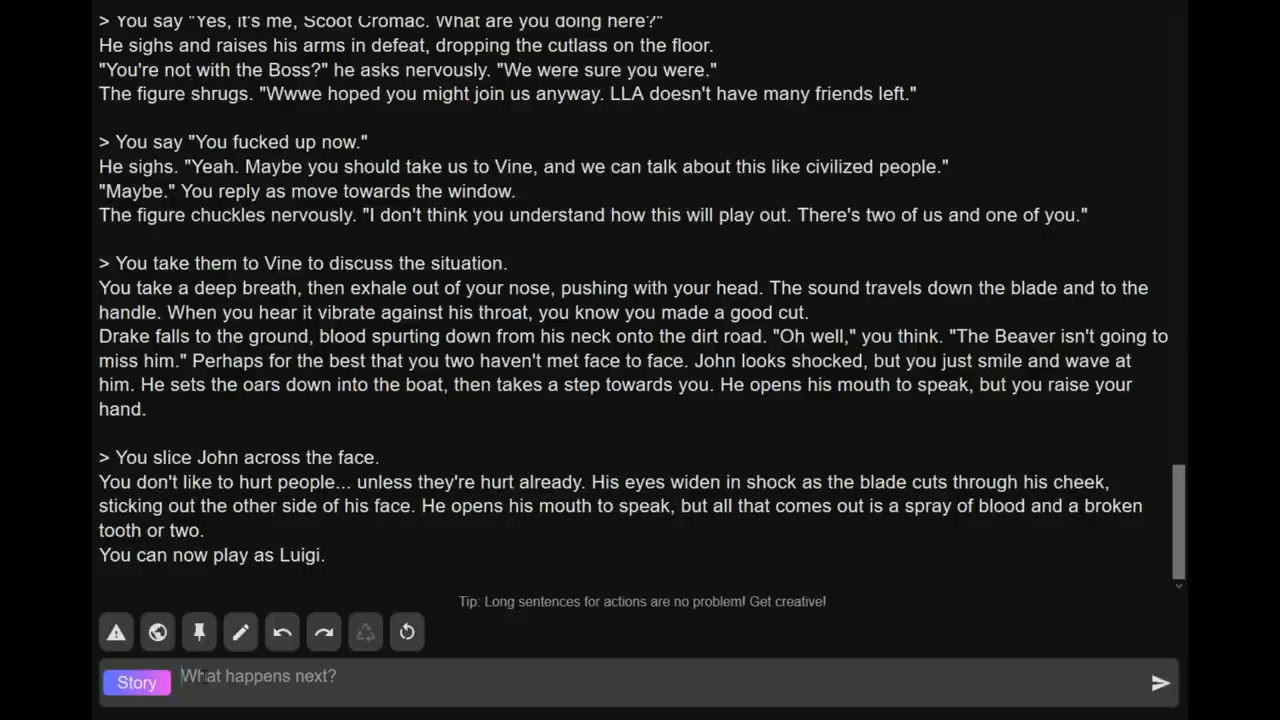 > You say "Yes, it's me, Scoot Cromac. What are you doing here?"
He sighs and raises his arms in defeat, dropping the cutlass on the floor.
"You're not with the Boss?" he asks nervously. "We were sure you were."
The figure shrugs. "Wwwe hoped you might join us anyway. LLA doesn't have many friends left."
> You say "You fucked up now."
He sighs. "Yeah. Maybe you should take us to Vine, and we can talk about this like civilized people."
"Maybe." You reply as move towards the window.
The figure chuckles nervously. "I don't think you understand how this will play out. There's two of us and one of you."
> You take them to Vine to discuss the situation.
You take a deep breath, then exhale out of your nose, pushing with your head. The sound travels down the blade and to the
handle. When you hear it vibrate against his throat, you know you made a good cut.
Drake falls to the ground, blood spurting down from his neck onto the dirt road. "Oh well," you think. "The Beaver isn't going to
miss him." Perhaps for the best that you two haven't met face to face. John looks shocked, but you just smile and wave at
him. He sets the oars down into the boat, then takes a step towards you. He opens his mouth to speak, but you raise your
hand.
> You slice John across the face.
You don't like to hurt people... unless they're hurt already. His eyes widen in shock as the blade cuts through his cheek,
sticking out the other side of his face. He opens his mouth to speak, but all that comes out is a spray of blood and a broken
tooth or two.
You can now play as Luigi.
Tip: Long sentences for actions are no problem! Get creative!
Story What happens next?